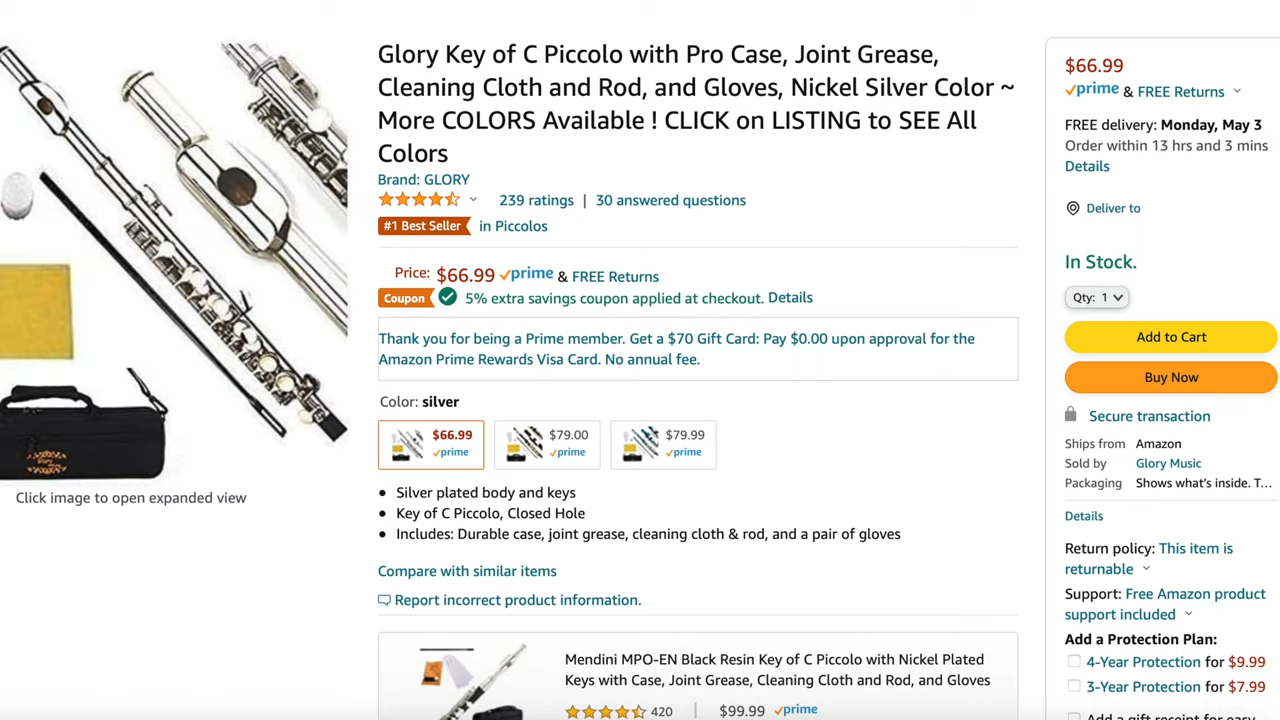 Glory Key of C Piccolo with Pro Case, Joint Grease,
Cleaning Cloth and Rod, and Gloves, Nickel Silver Color ~
More COLORS Available ! CLICK on LISTING to SEE All
Colors
Brand: GLORY
239 ratings | 30 answered questions
#1 Best Seller in Piccolos
Price: $66.99 prime & FREE Returns
Coupon 5% extra savings coupon applied at checkout. Details
Thank you for being a Prime member. Get a $70 Gift Card: Pay $0.00 upon approval for the
Amazon Prime Rewards Visa Card. No annual fee.
Color: silver
$66.99 $79.00 $79.99
prime prime prime
• Silver plated body and keys
• Key of C Piccolo, Closed Hole
• Includes: Durable case, joint grease, cleaning cloth & rod, and a pair of gloves
Compare with similar items
Report incorrect product information.
Mendini MPO-EN Black Resin Key of C Piccolo with Nickel Plated
Keys with Case, Joint Grease, Cleaning Cloth and Rod, and Gloves
420 | $99.99 prime
Glory
Click image to open expanded view
$66.99
prime & FREE Returns
FREE delivery: Monday, May 3
Order within 13 hrs and 3 mins
Details
Deliver to
In Stock.
Qty: 1
Add to Cart
Buy Now
Secure transaction
Ships from Amazon
Sold by Glory Music
Packaging Shows what's inside. T...
Details
Return policy: This item is
returnable
Support: Free Amazon product
support included
Add a Protection Plan:
4-Year Protection for $9.99
3-Year Protection for $7.99
Add a gift receipt for easy